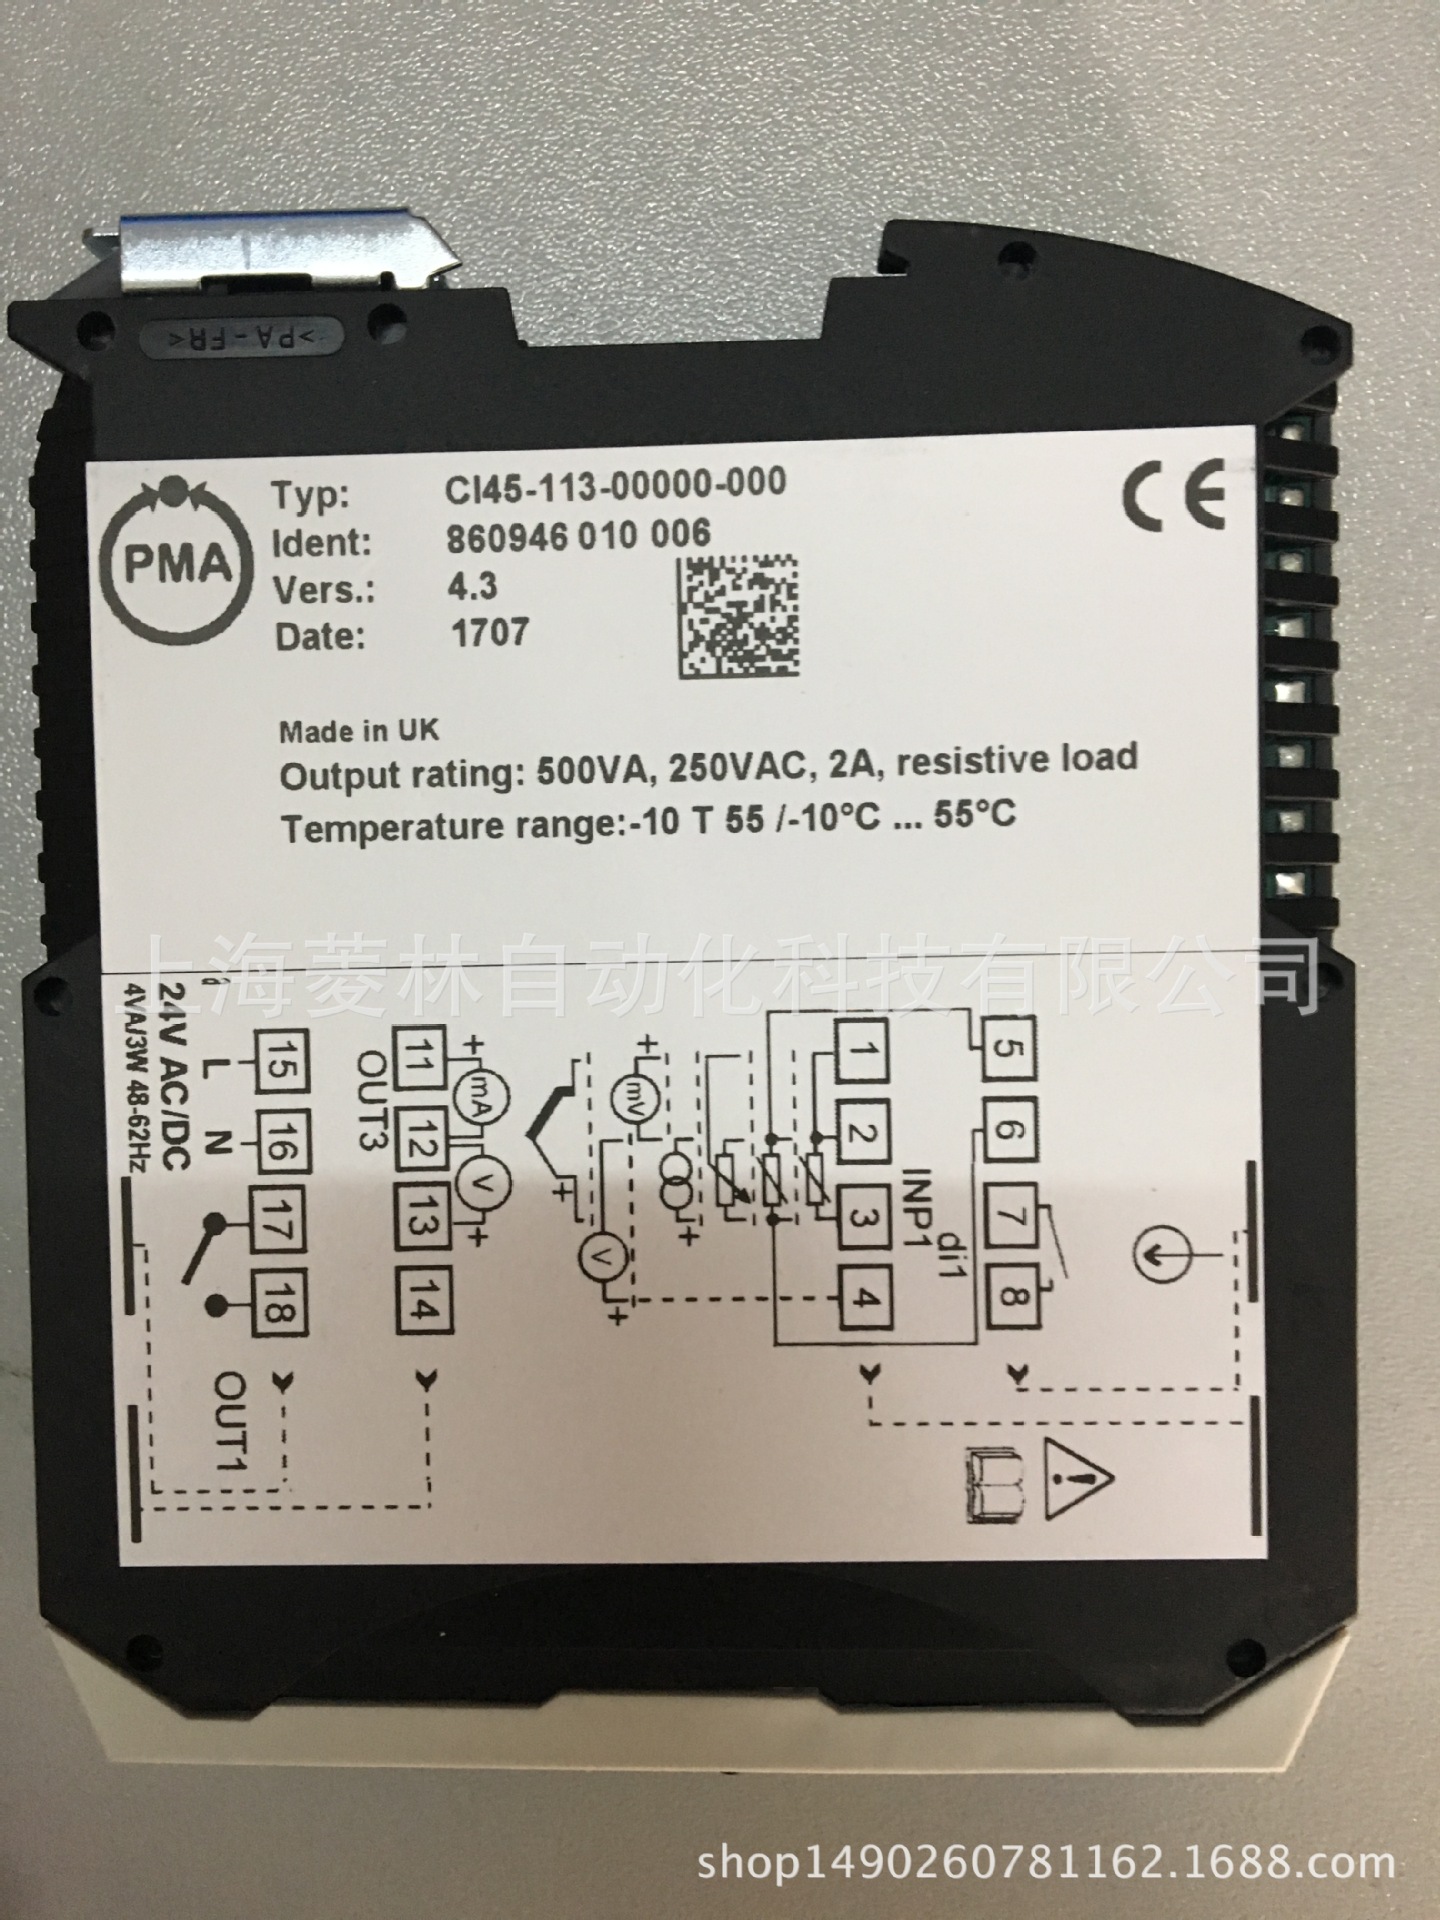 >PA-FR<
PMA
Typ: CI45-113-00000-000
Ident: 860946 010 006
Vers.: 4.3
Date: 1707
CE
Made in UK
Output rating: 500VA, 250VAC, 2A, resistive load
Temperature range:-10 T 55 /-10°C ... 55°C
上海菱林自动化科技有限公司
5 6 7 8
di1
INP1
1 2 3 4
mV
V
+
+
+
+
mA V
+
+
11 12 13 14
OUT3
15 16 17 18
L N
OUT1
24V AC/DC
4VA/3W 48-62Hz
shop1490260781162.1688.com